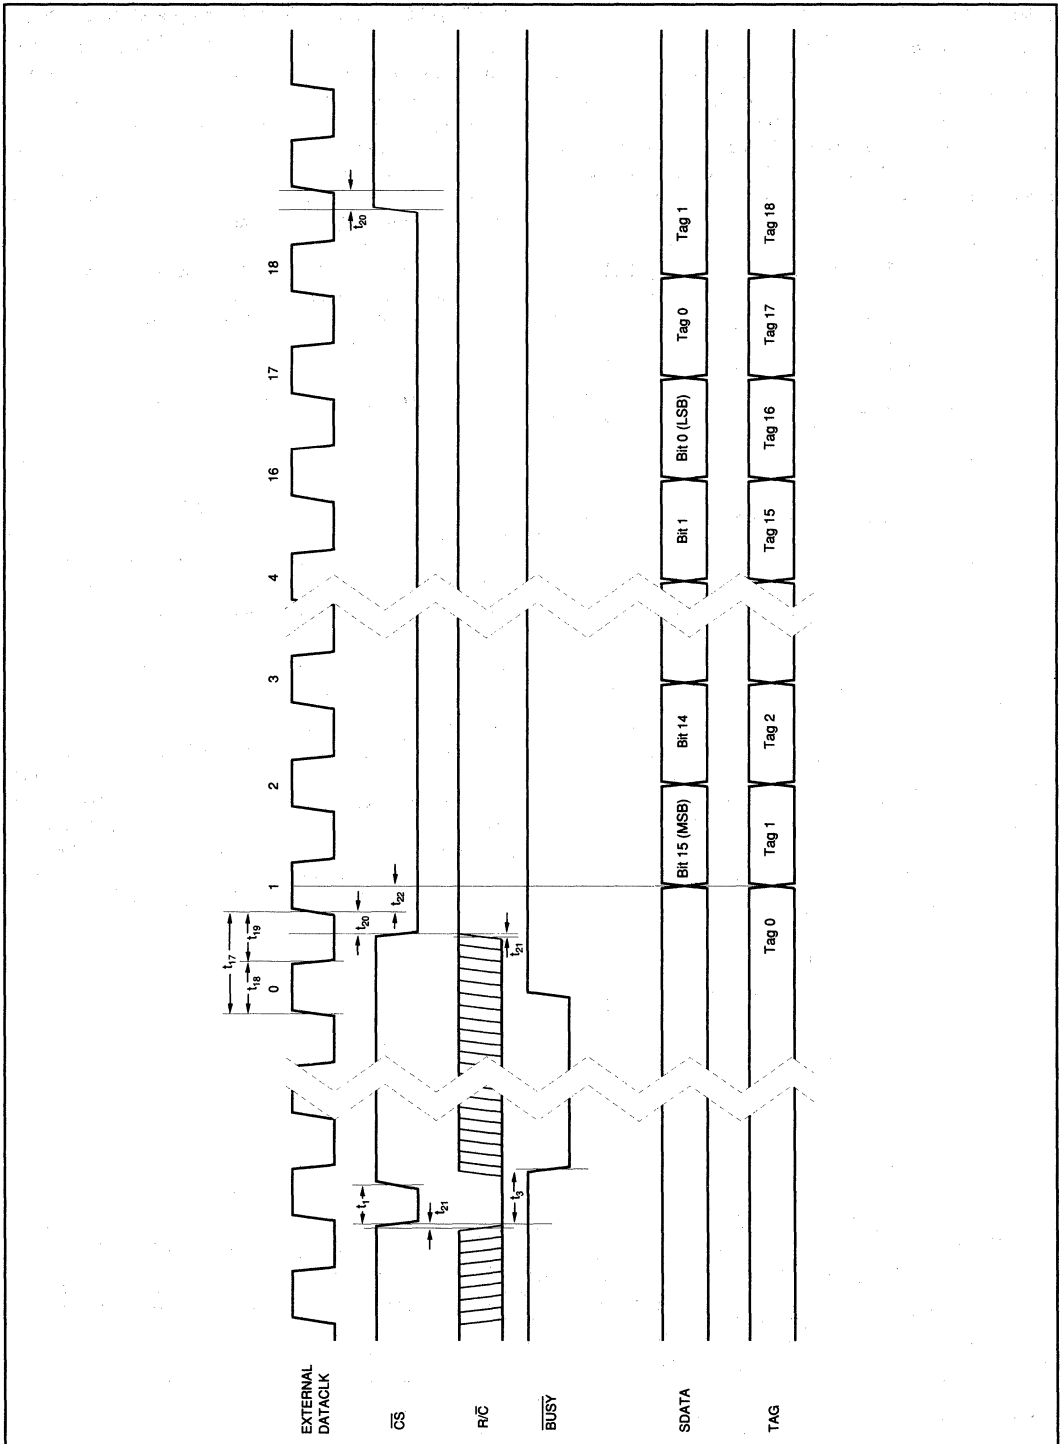 EXTERNAL
DATACLK
0
1
2
3
4
16
17
18
t17
t18
t19
CS
t1
t20
t20
t22
R/C
t21
t21
BUSY
t3
SDATA
Bit 15 (MSB)
Bit 14
Bit 1
Bit 0 (LSB)
Tag 0
Tag 1
TAG
Tag 0
Tag 1
Tag 2
Tag 15
Tag 16
Tag 17
Tag 18